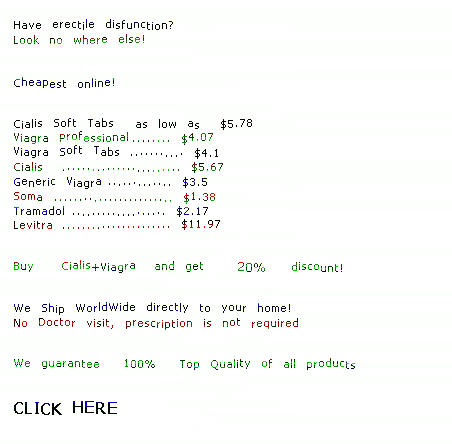 Have erectile disfunction?
Look no where else!
Cheapest online!
Cialis Soft Tabs as low as $5.78
Viagra Professional........ $4.07
Viagra Soft Tabs .......... $4.1
Cialis ...................... $5.67
Generic Viagra ............ $3.5
Soma ...................... $1.38
Tramadol ................. $2.17
Levitra .................... $11.97
Buy Cialis+Viagra and get 20% discount!
We Ship WorldWide directly to your home!
No Doctor visit, prescription is not required
We guarantee 100% Top Quality of all products
CLICK HERE